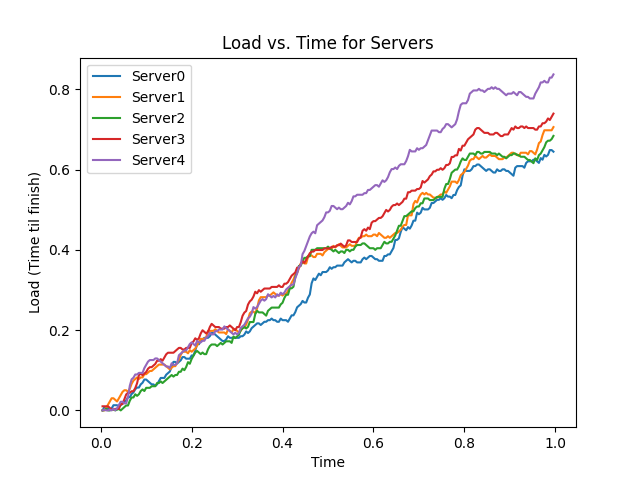 Load vs. Time for Servers
Server0
Server1
Server2
Server3
Server4
Load (Time til finish)
0.8
0.6
0.4
0.2
0.0
0.0 0.2 0.4 0.6 0.8 1.0
Time